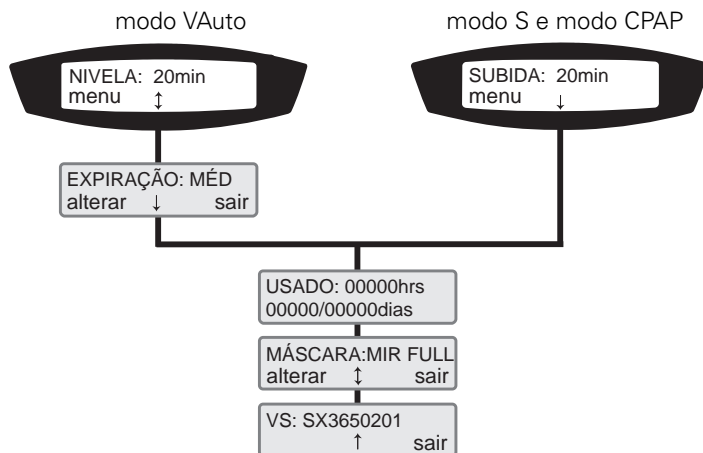 modo VAuto
modo S e modo CPAP
NIVELA: 20min
menu ↕
SUBIDA: 20min
menu ↓
EXPIRAÇÃO: MÉD
alterar ↓ sair
USADO: 00000hrs
00000/00000dias
MÁSCARA:MIR FULL
alterar ↕ sair
VS: SX3650201
↑ sair